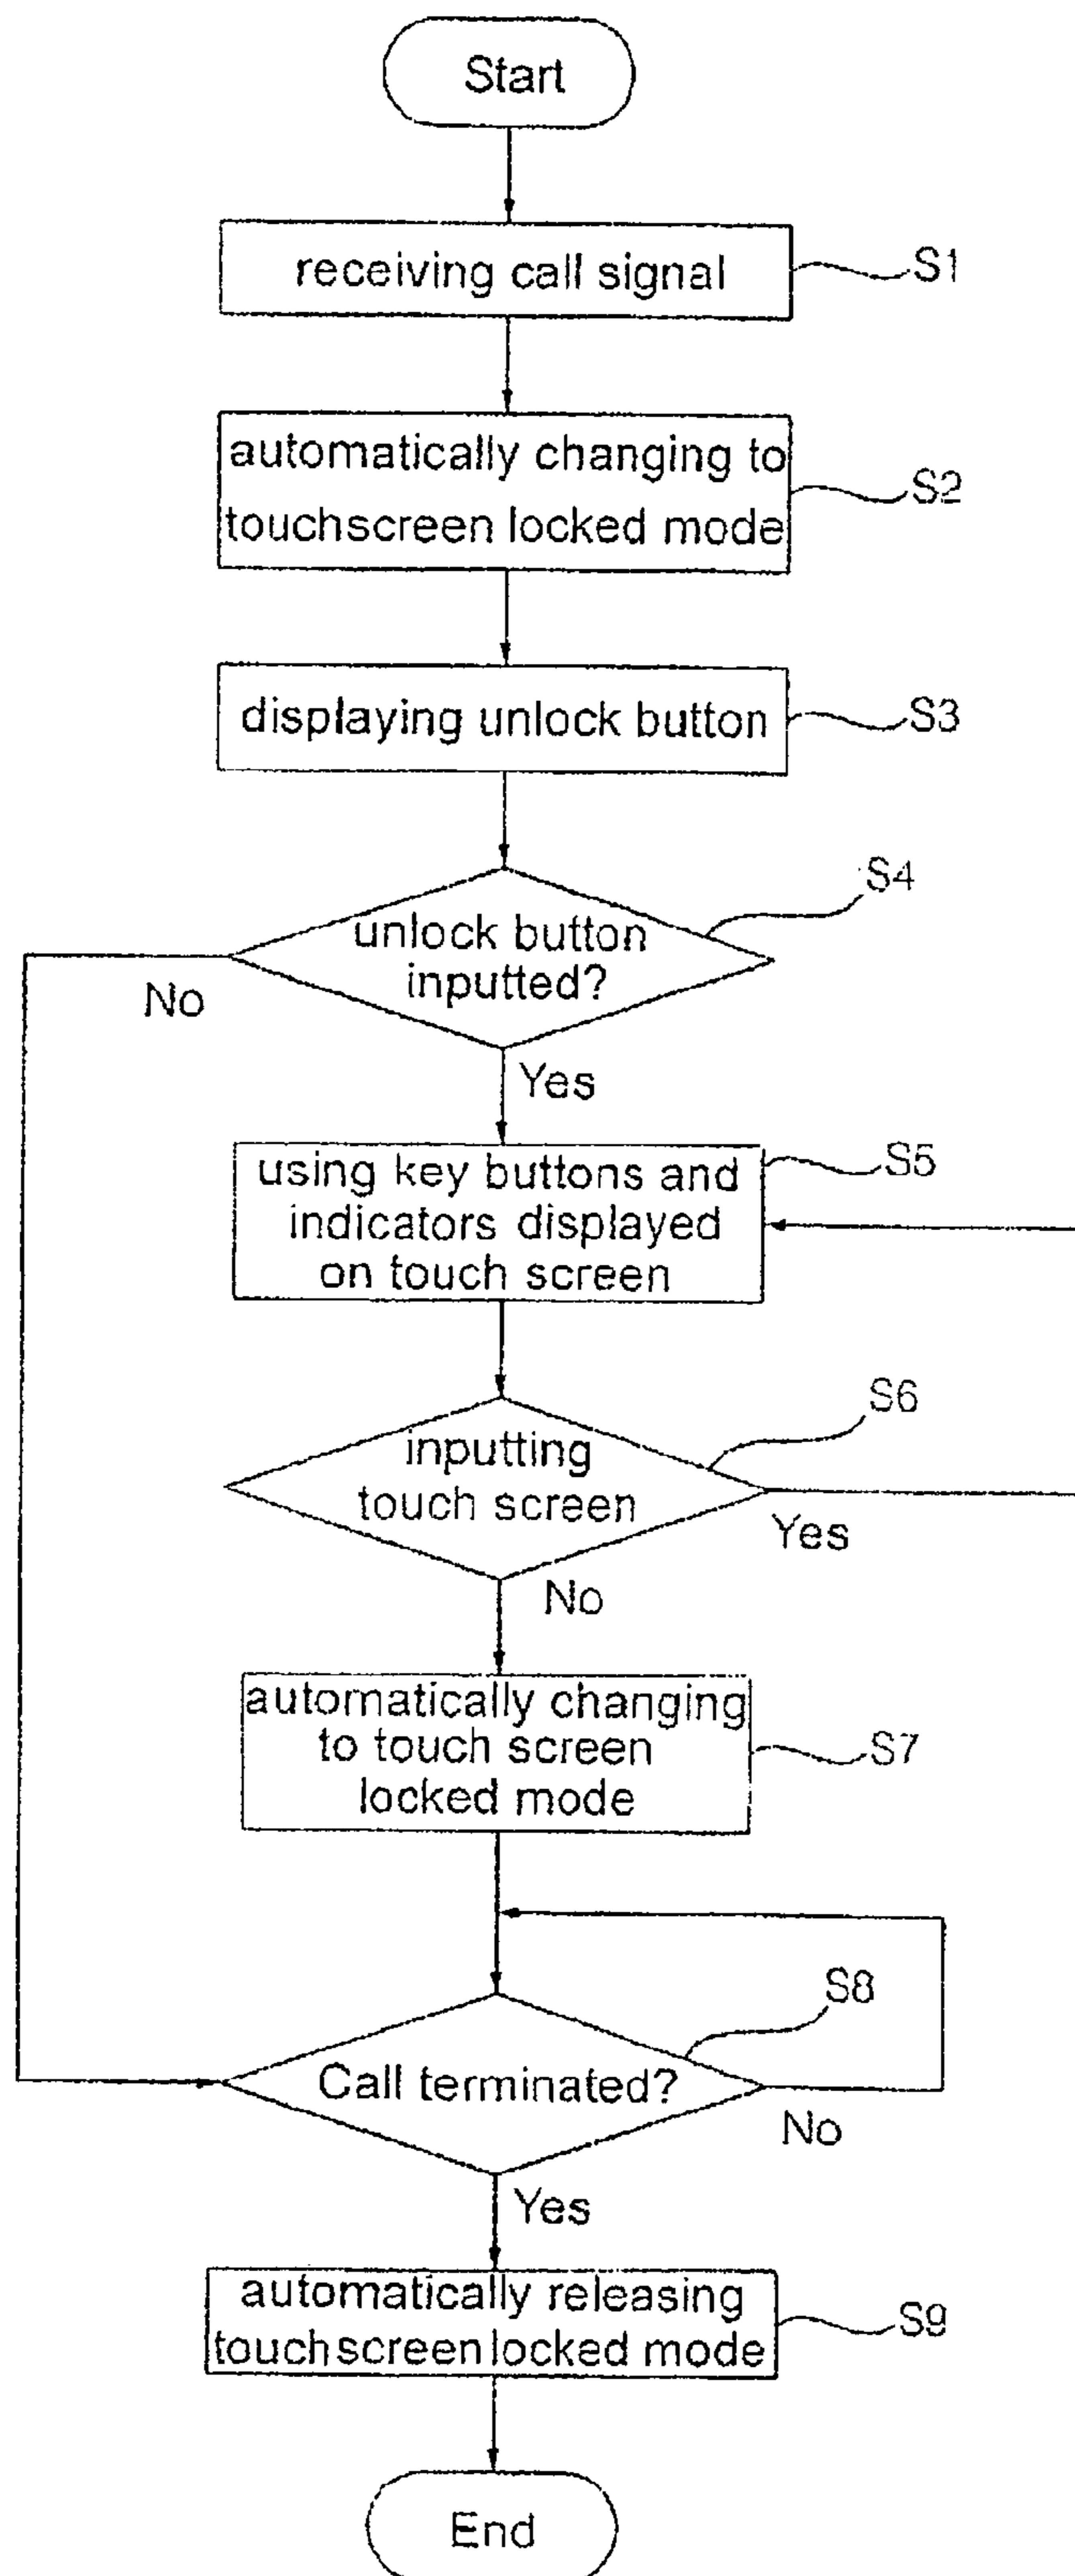 Start
receiving call signal
S1
automatically changing to
touchscreen locked mode
S2
displaying unlock button
S3
S4
unlock button
inputted?
No
Yes
using key buttons and
indicators displayed
on touch screen
S5
S6
inputting
touch screen
Yes
No
automatically changing
to touch screen
locked mode
S7
S8
Call terminated?
No
Yes
automatically releasing
touchscreen locked mode
S9
End